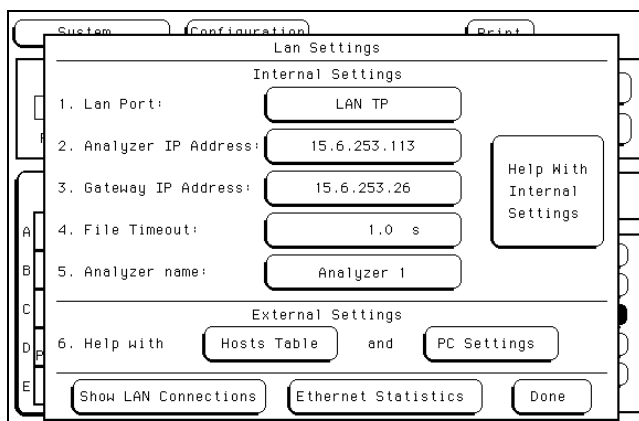 System Configuration Print
Lan Settings
Internal Settings
1. Lan Port: LAN TP
2. Analyzer IP Address: 15.6.253.113
3. Gateway IP Address: 15.6.253.26
4. File Timeout: 1.0 s
5. Analyzer name: Analyzer 1
Help With
Internal
Settings
External Settings
6. Help with Hosts Table and PC Settings
Show LAN Connections Ethernet Statistics Done
A
B
C
D P
E